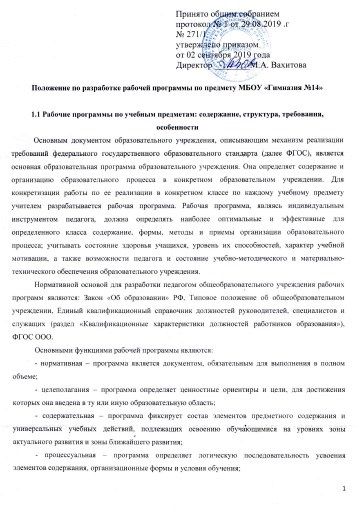 Принято общим собранием
протокол № 1 от 29.08.2019 .г
№ 271/1
утверждено приказом
от 02 сентября 2019 года
Директор М.А. Вахитова
Положение по разработке рабочей программы по предмету МБОУ «Гимназия №14»
1.1 Рабочие программы по учебным предметам: содержание, структура, требования,
особенности
Основным документом образовательного учреждения, описывающим механизм реализации
требований федерального государственного образовательного стандарта (далее ФГОС), является
основная образовательная программа образовательного учреждения. Она определяет содержание и
организацию образовательного процесса в конкретном образовательном учреждении. Для
конкретизации работы по ее реализации в конкретном классе по каждому учебному предмету
учителем разрабатывается рабочая программа. Рабочая программа, являясь индивидуальным
инструментом педагога, должна определять наиболее оптимальные и эффективные для
определенного класса содержание, формы, методы и приемы организации образовательного
процесса; учитывать состояние здоровья учащихся, уровень их способностей, характер учебной
мотивации, а также возможности педагога и состояние учебно-методического и материально-
технического обеспечения образовательного учреждения.
Нормативной основой для разработки педагогом общеобразовательного учреждения рабочих
программ являются: Закон «Об образовании» РФ, Типовое положение об общеобразовательном
учреждении, Единый квалификационный справочник должностей руководителей, специалистов и
служащих (раздел «Квалификационные характеристики должностей работников образования»),
ФГОС ООО.
Основными функциями рабочей программы являются:
- нормативная – программа является документом, обязательным для выполнения в полном
объеме;
- целеполагания – программа определяет ценностные ориентиры и цели, для достижения
которых она введена в ту или иную образовательную область;
- содержательная – программа фиксирует состав элементов предметного содержания и
универсальных учебных действий, подлежащих освоению обучающимися на уровнях зоны
актуального развития и зоны ближайшего развития;
- процессуальная – программа определяет логическую последовательность усвоения
элементов содержания, организационные формы и условия обучения;
1